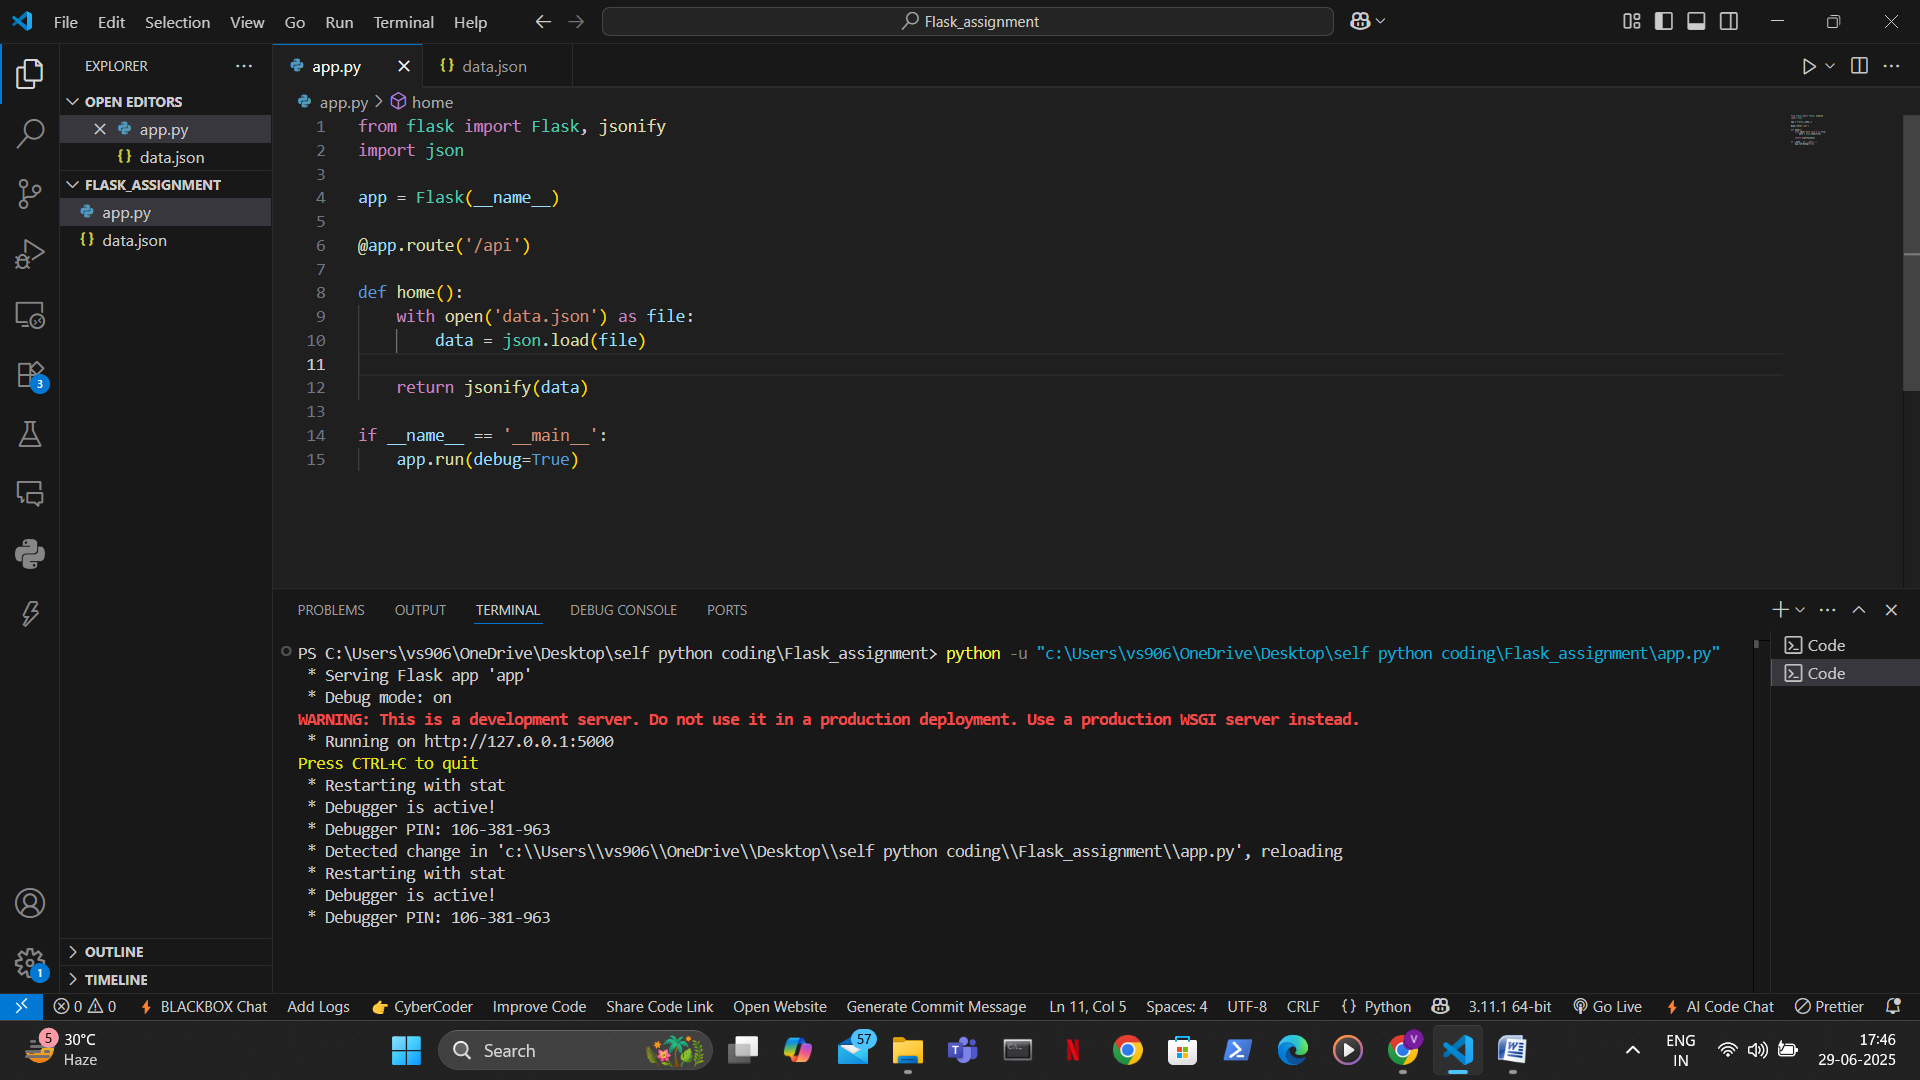 File Edit Selection View Go Run Terminal Help
Flask_assignment
EXPLORER
OPEN EDITORS
app.py
data.json
FLASK_ASSIGNMENT
app.py
data.json
OUTLINE
TIMELINE
app.py data.json
app.py > home
1 from flask import Flask, jsonify
2 import json
3
4 app = Flask(__name__)
5
6 @app.route('/api')
7
8 def home():
9 with open('data.json') as file:
10 data = json.load(file)
11
12 return jsonify(data)
13
14 if __name__ == '__main__':
15 app.run(debug=True)
PROBLEMS OUTPUT TERMINAL DEBUG CONSOLE PORTS
PS C:\Users\vs906\OneDrive\Desktop\self python coding\Flask_assignment> python -u "c:\Users\vs906\OneDrive\Desktop\self python coding\Flask_assignment\app.py"
* Serving Flask app 'app'
* Debug mode: on
WARNING: This is a development server. Do not use it in a production deployment. Use a production WSGI server instead.
* Running on http://127.0.0.1:5000
Press CTRL+C to quit
* Restarting with stat
* Debugger is active!
* Debugger PIN: 106-381-963
* Detected change in 'c:\\Users\\vs906\\OneDrive\\Desktop\\self python coding\\Flask_assignment\\app.py', reloading
* Restarting with stat
* Debugger is active!
* Debugger PIN: 106-381-963
Code
Code
3
1
0 0 BLACKBOX Chat Add Logs CyberCoder Improve Code Share Code Link Open Website Generate Commit Message Ln 11, Col 5 Spaces: 4 UTF-8 CRLF {} Python 3.11.1 64-bit Go Live AI Code Chat Prettier
5 30°C
Haze
Search
57
N
V
ENG
IN
17:46
29-06-2025